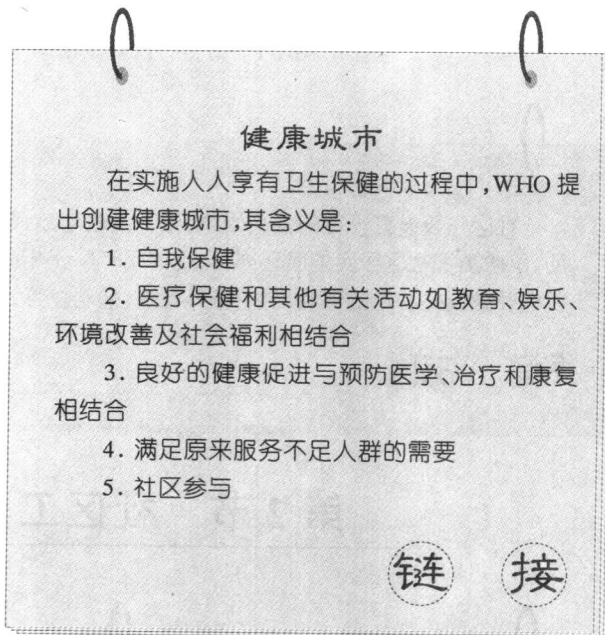 健康城市
在实施人人享有卫生保健的过程中,WHO 提
出创建健康城市,其含义是:
1. 自我保健
2. 医疗保健和其他有关活动如教育、娱乐、
环境改善及社会福利相结合
3. 良好的健康促进与预防医学、治疗和康复
相结合
4. 满足原来服务不足人群的需要
5. 社区参与
链 接